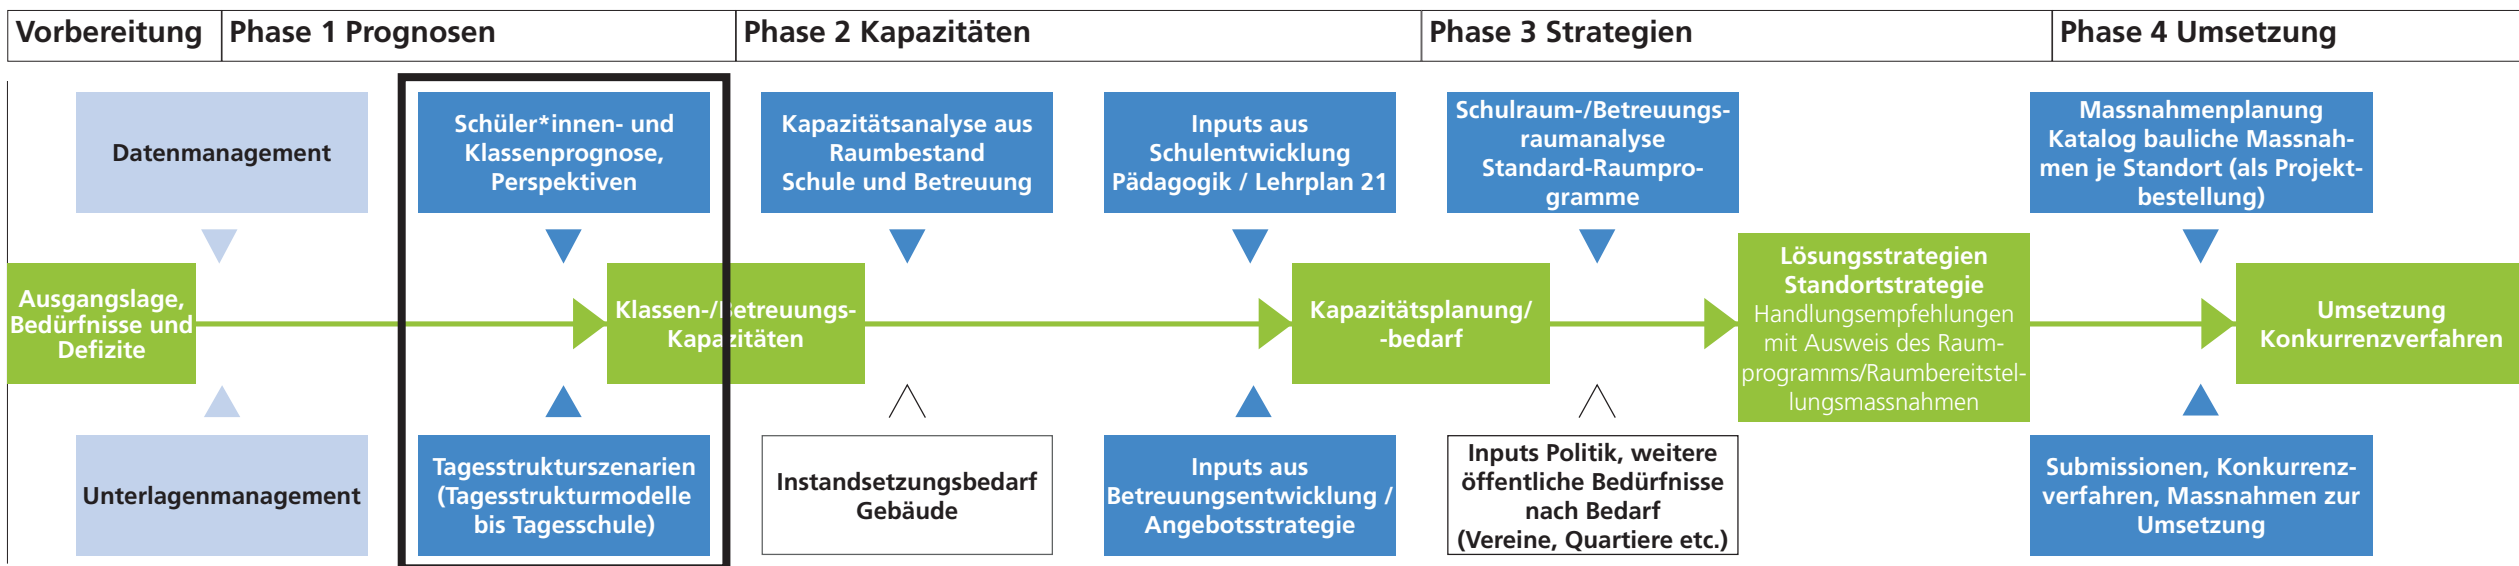 Vorbereitung
Phase 1 Prognosen
Phase 2 Kapazitäten
Phase 3 Strategien
Phase 4 Umsetzung
Datenmanagement
Schüler*innen- und
Klassenprognose,
Perspektiven
Kapazitätsanalyse aus
Raumbestand
Schule und Betreuung
Inputs aus
Schulentwicklung
Pädagogik / Lehrplan 21
Schulraum-/Betreuungs-
raumanalyse
Standard-Raumpro-
gramme
Massnahmenplanung
Katalog bauliche Massnah-
men je Standort (als Projekt-
bestellung)
Ausgangslage,
Bedürfnisse und
Defizite
Klassen-/Betreuungs-
Kapazitäten
Kapazitätsplanung/
-bedarf
Lösungsstrategien
Standortstrategie
Handlungsempfehlungen
mit Ausweis des Raum-
programms/Raumbereitstel-
lungsmassnahmen
Umsetzung
Konkurrenzverfahren
Unterlagenmanagement
Tagesstrukturszenarien
(Tagesstrukturmodelle
bis Tagesschule)
Instandsetzungsbedarf
Gebäude
Inputs aus
Betreuungsentwicklung /
Angebotsstrategie
Inputs Politik, weitere
öffentliche Bedürfnisse
nach Bedarf
(Vereine, Quartiere etc.)
Submissionen, Konkurrenz-
verfahren, Massnahmen zur
Umsetzung